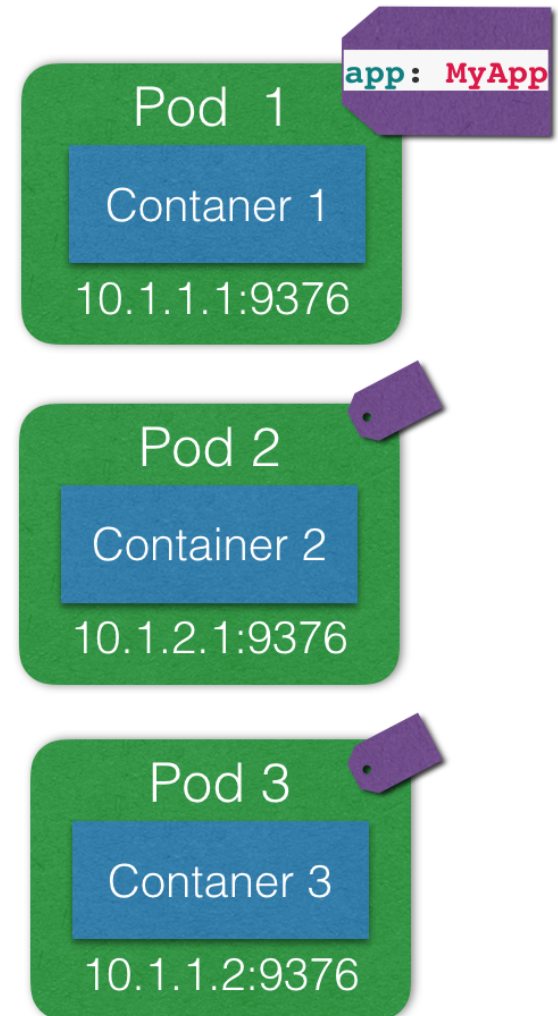 app: MyApp
Pod 1
Contaner 1
10.1.1.1:9376
Pod 2
Container 2
10.1.2.1:9376
Pod 3
Contaner 3
10.1.1.2:9376